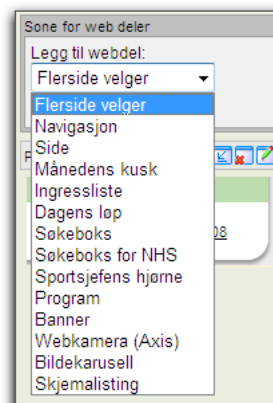 Sone for web deler
Legg til webdel:
Flerside velger
Flerside velger
Navigasjon
Side
Månedens kusk
Ingressliste
Dagens løp
Søkeboks
Søkeboks for NHS
Sportsjefens hjørne
Program
Banner
Webkamera (Axis)
Bildekarusell
Skjemalisting